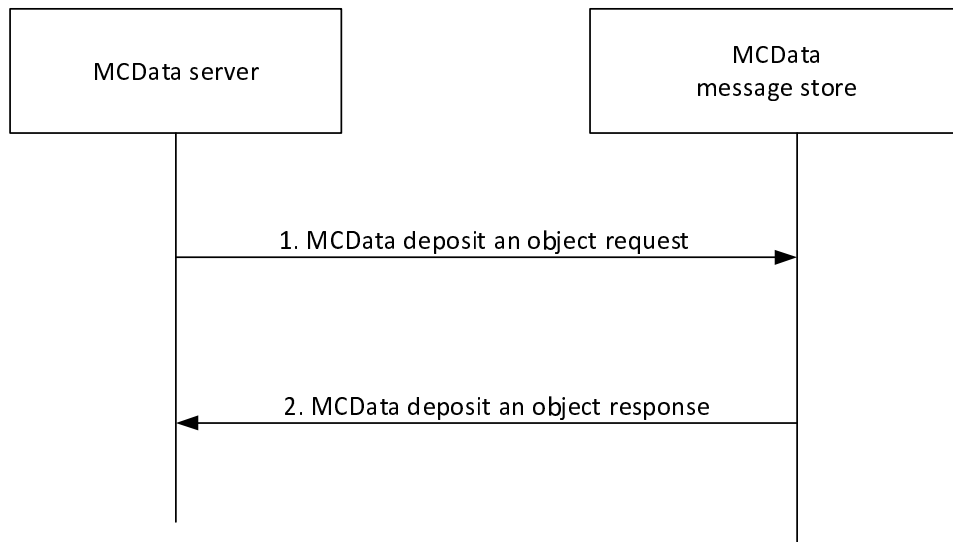 MCData server
MCData
message store
1. MCData deposit an object request
2. MCData deposit an object response